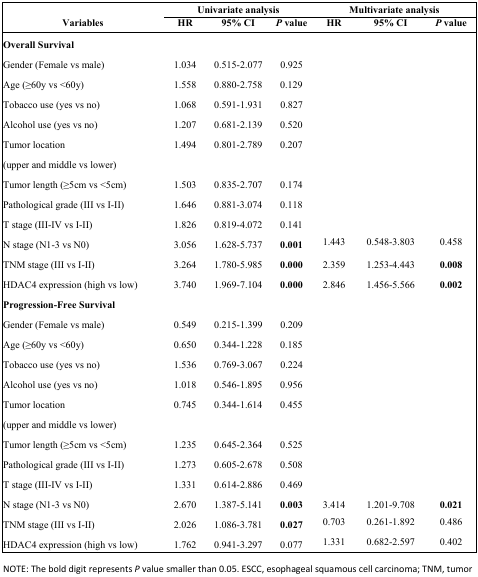 Univariate analysis Multivariate analysis
Variables HR 95% CI P value HR 95% CI P value
Overall Survival
Gender (Female vs male) 1.034 0.515-2.077 0.925
Age (≥60y vs <60y) 1.558 0.880-2.758 0.129
Tobacco use (yes vs no) 1.068 0.591-1.931 0.827
Alcohol use (yes vs no) 1.207 0.681-2.139 0.520
Tumor location 1.494 0.801-2.789 0.207
(upper and middle vs lower)
Tumor length (≥5cm vs <5cm) 1.503 0.835-2.707 0.174
Pathological grade (III vs I-II) 1.646 0.881-3.074 0.118
T stage (III-IV vs I-II) 1.826 0.819-4.072 0.141
N stage (N1-3 vs N0) 3.056 1.628-5.737 0.001 1.443 0.548-3.803 0.458
TNM stage (III vs I-II) 3.264 1.780-5.985 0.000 2.359 1.253-4.443 0.008
HDAC4 expression (high vs low) 3.740 1.969-7.104 0.000 2.846 1.456-5.566 0.002
Progression-Free Survival
Gender (Female vs male) 0.549 0.215-1.399 0.209
Age (≥60y vs <60y) 0.650 0.344-1.228 0.185
Tobacco use (yes vs no) 1.536 0.769-3.067 0.224
Alcohol use (yes vs no) 1.018 0.546-1.895 0.956
Tumor location 0.745 0.344-1.614 0.455
(upper and middle vs lower)
Tumor length (≥5cm vs <5cm) 1.235 0.645-2.364 0.525
Pathological grade (III vs I-II) 1.273 0.605-2.678 0.508
T stage (III-IV vs I-II) 1.331 0.614-2.886 0.469
N stage (N1-3 vs N0) 2.670 1.387-5.141 0.003 3.414 1.201-9.708 0.021
TNM stage (III vs I-II) 2.026 1.086-3.781 0.027 0.703 0.261-1.892 0.486
HDAC4 expression (high vs low) 1.762 0.941-3.297 0.077 1.331 0.682-2.597 0.402
NOTE: The bold digit represents P value smaller than 0.05. ESCC, esophageal squamous cell carcinoma; TNM, tumor